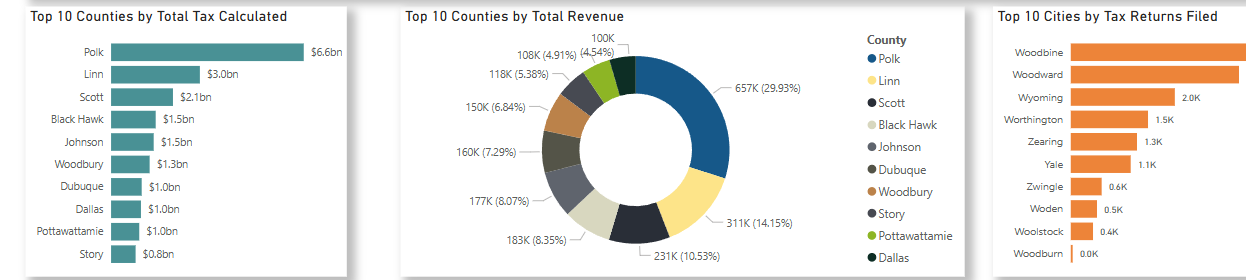 Top 10 Counties by Total Tax Calculated
Polk $6.6bn
Linn $3.0bn
Scott $2.1bn
Black Hawk $1.5bn
Johnson $1.5bn
Woodbury $1.3bn
Dubuque $1.0bn
Dallas $1.0bn
Pottawattamie $1.0bn
Story $0.8bn
Top 10 Counties by Total Revenue
100K
(4.54%)
108K (4.91%)
118K (5.38%)
150K (6.84%)
160K (7.29%)
177K (8.07%)
183K (8.35%)
231K (10.53%)
311K (14.15%)
657K (29.93%)
County
Polk
Linn
Scott
Black Hawk
Johnson
Dubuque
Woodbury
Story
Pottawattamie
Dallas
Top 10 Cities by Tax Returns Filed
Woodbine
Woodward
Wyoming 2.0K
Worthington 1.5K
Zearing 1.3K
Yale 1.1K
Zwingle 0.6K
Woden 0.5K
Woolstock 0.4K
Woodburn 0.0K